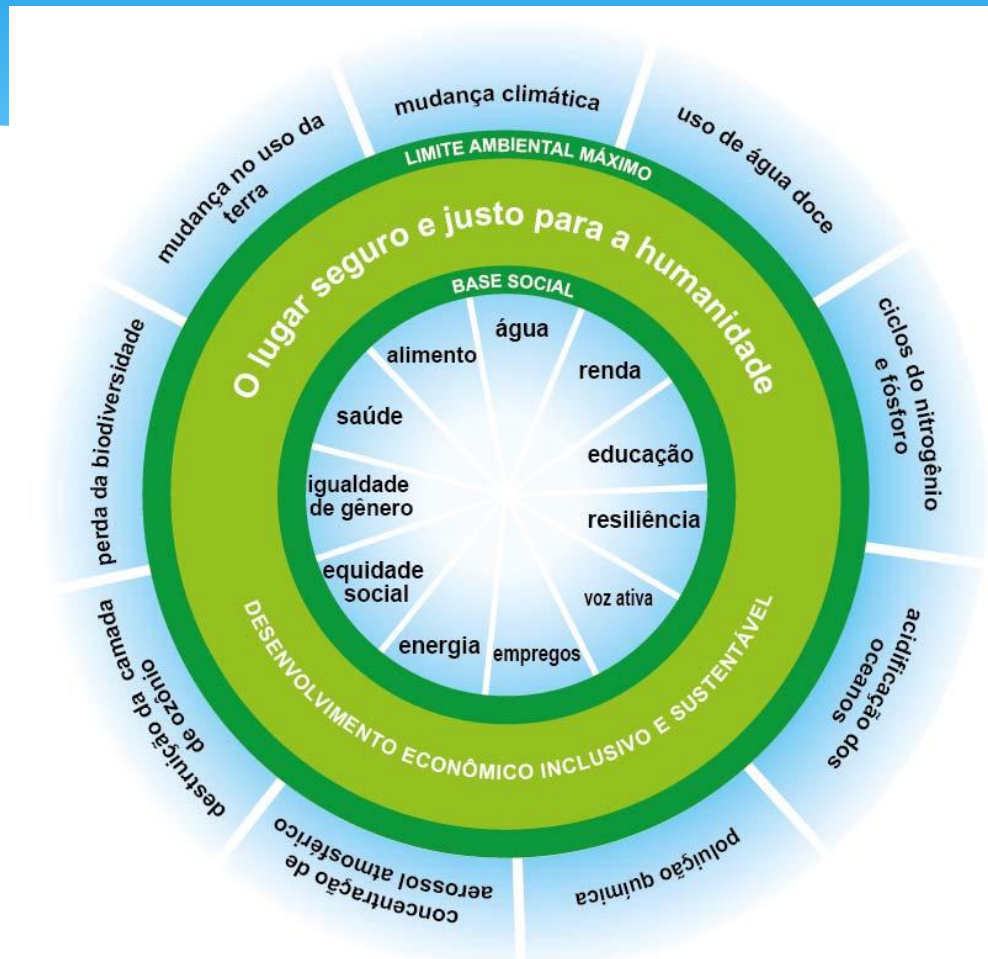 mudança climática
uso de água doce
ciclos do nitrogênio
e fósforo
acidificação dos
oceanos
poluição química
concentração de
aerossol atmosférico
destruição da camada
de ozônio
perda da biodiversidade
mudança no uso da
terra
LIMITE AMBIENTAL MÁXIMO
O lugar seguro e justo para a humanidade
BASE SOCIAL
água
renda
educação
resiliência
voz ativa
empregos
energia
equidade
social
igualdade
de gênero
saúde
alimento
DESENVOLVIMENTO ECONÔMICO INCLUSIVO E SUSTENTÁVEL